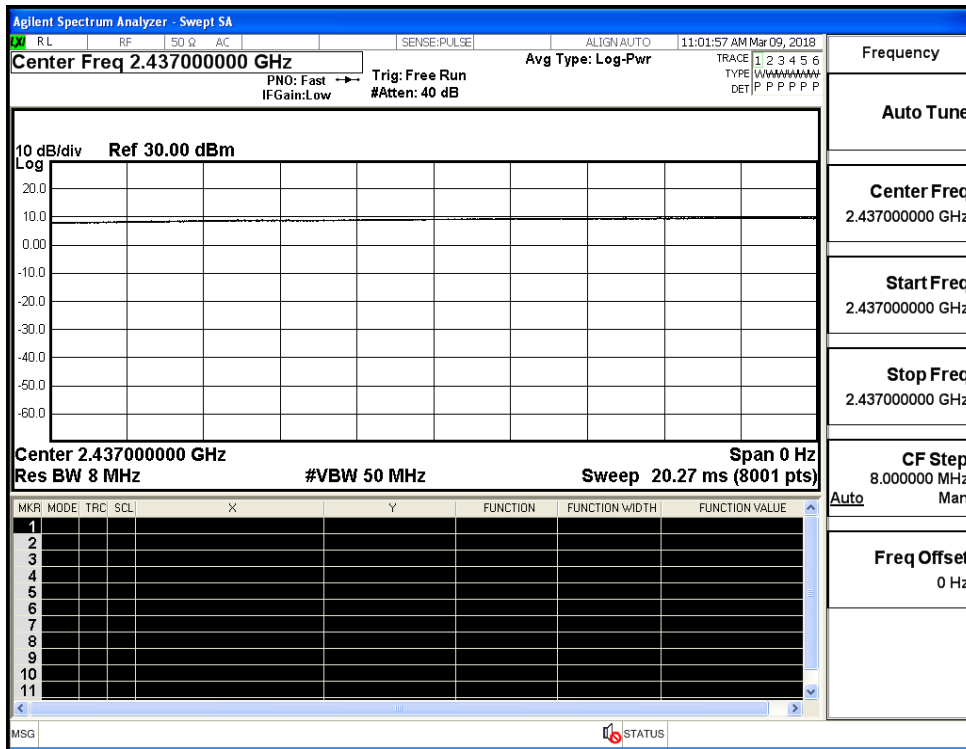 Agilent Spectrum Analyzer - Swept SA
LXI RL RF 50 Ω AC SENSE:PULSE ALIGN AUTO 11:01:57 AM Mar 09, 2018
Center Freq 2.437000000 GHz
PNO: Fast
IFGain:Low
Trig: Free Run
#Atten: 40 dB
Avg Type: Log-Pwr
TRACE 1 2 3 4 5 6
TYPE WWWWWW
DET P P P P P P
10 dB/div Ref 30.00 dBm
Log
20.0
10.0
0.00
-10.0
-20.0
-30.0
-40.0
-50.0
-60.0
Center 2.437000000 GHz Span 0 Hz
Res BW 8 MHz #VBW 50 MHz Sweep 20.27 ms (8001 pts)
MKR MODE TRC SCL X Y FUNCTION FUNCTION WIDTH FUNCTION VALUE
1
2
3
4
5
6
7
8
9
10
11
MSG STATUS
Frequency
Auto Tune
Center Freq
2.437000000 GHz
Start Freq
2.437000000 GHz
Stop Freq
2.437000000 GHz
CF Step
8.000000 MHz
Auto Man
Freq Offset
0 Hz